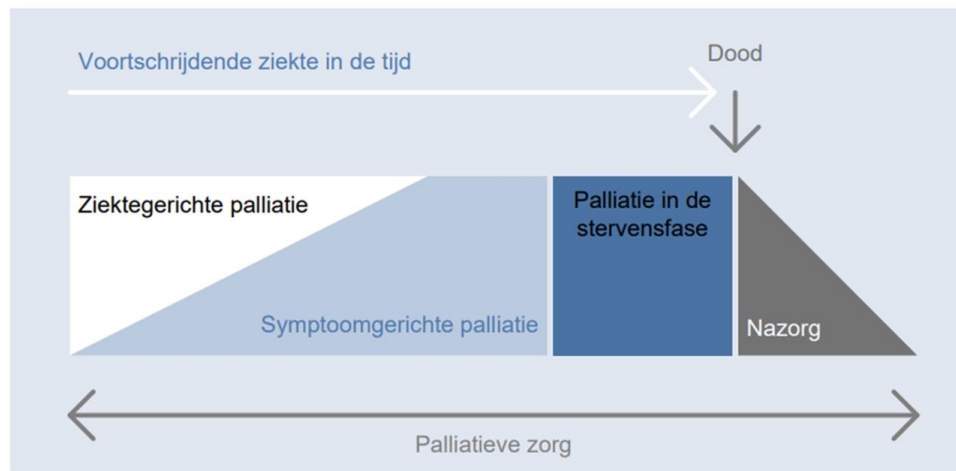 Voortschrijdende ziekte in de tijd
Dood
Ziektegerichte palliatie
Palliatie in de
stervensfase
Symptoomgerichte palliatie
Nazorg
Palliatieve zorg